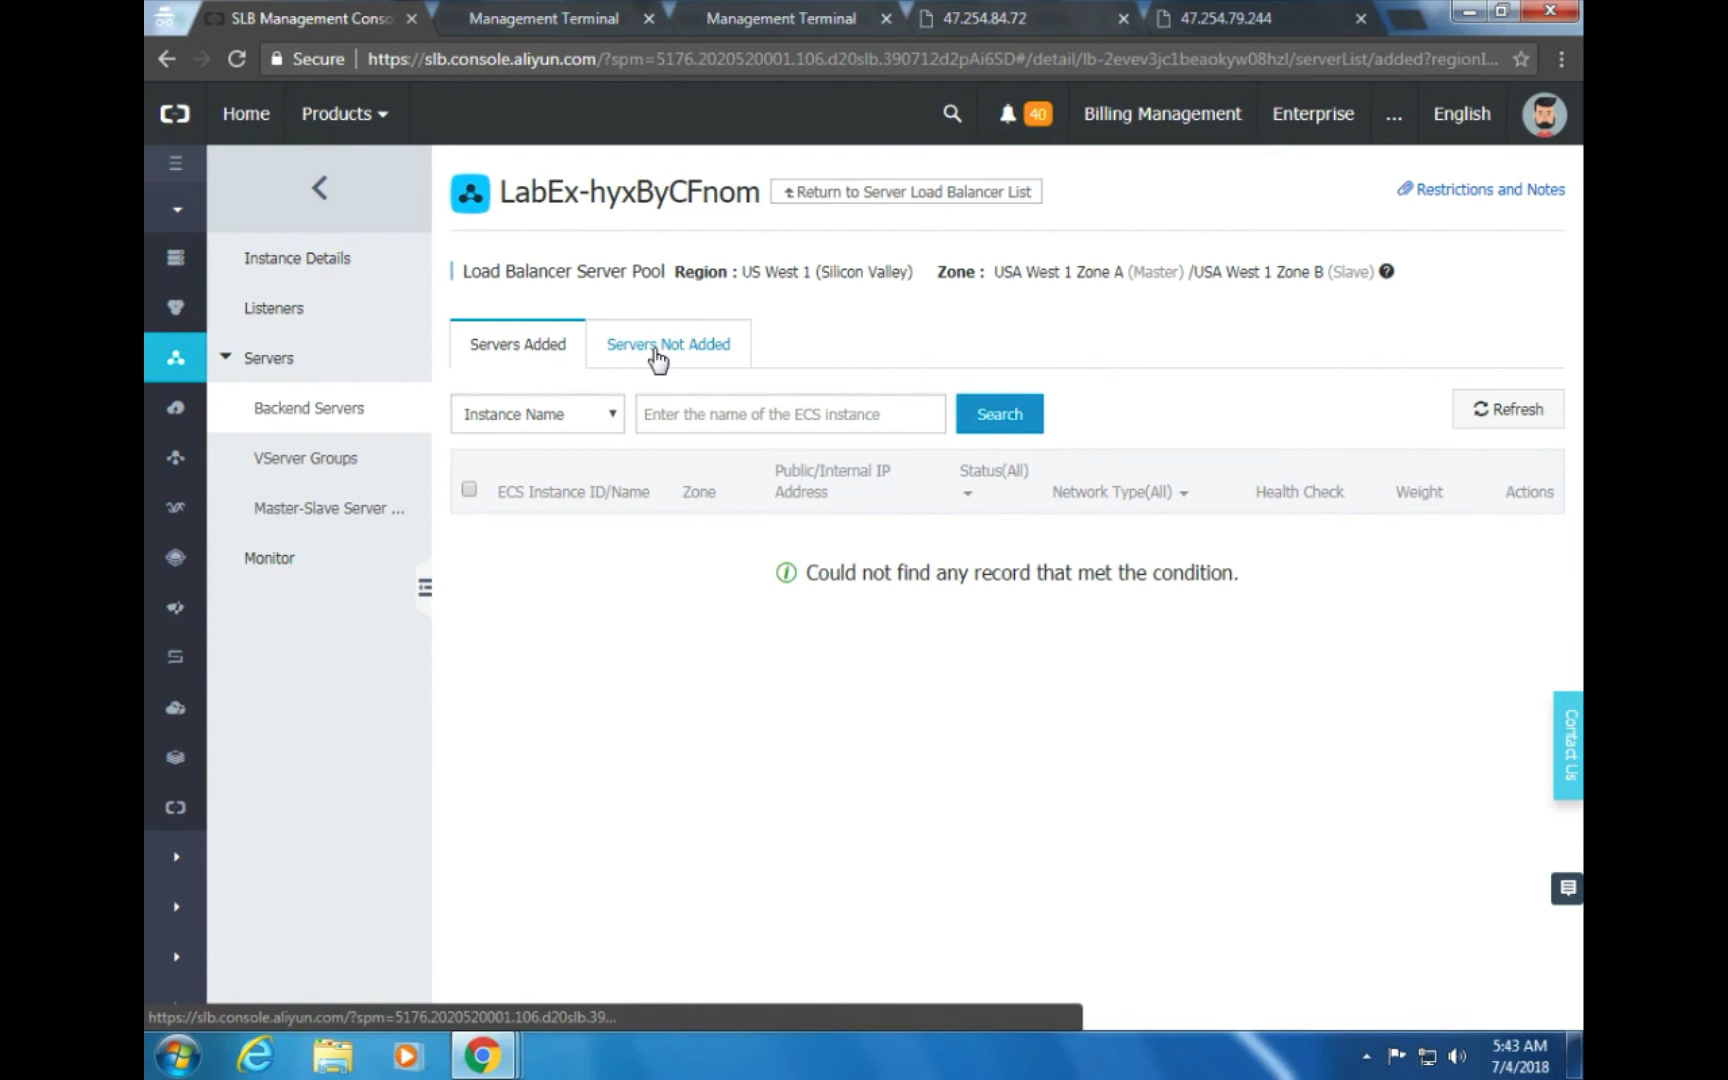 SLB Management Conso
Management Terminal
Management Terminal
47.254.84.72
47.254.79.244
Secure https://slb.console.aliyun.com/?spm=5176.2020520001.106.d20slb.390712d2pAi6SD#/detail/lb-2evev3jc1beaokyw08hzl/serverList/added?regionI...
Home
Products
40
Billing Management
Enterprise
...
English
LabEx-hyxByCFnom
Return to Server Load Balancer List
Restrictions and Notes
Instance Details
Load Balancer Server Pool Region : US West 1 (Silicon Valley) Zone : USA West 1 Zone A (Master) /USA West 1 Zone B (Slave)
Listeners
Servers
Servers Added
Servers Not Added
Backend Servers
Instance Name
Enter the name of the ECS instance
Search
Refresh
VServer Groups
Master-Slave Server ...
ECS Instance ID/Name
Zone
Public/Internal IP
Address
Status(All)
Network Type(All)
Health Check
Weight
Actions
Monitor
Could not find any record that met the condition.
Contact Us
https://slb.console.aliyun.com/?spm=5176.2020520001.106.d20slb.39...
5:43 AM
7/4/2018